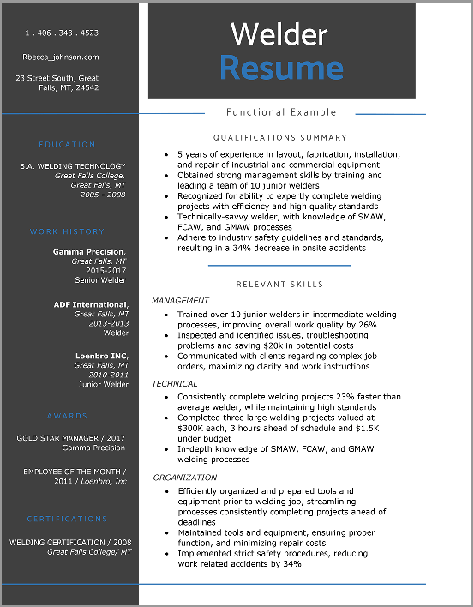 1 . 406 . 343 . 4523
Rbecca_johnson.com
23 Street South, Great
Falls, MT, 24542
EDUCATION
B.A. WELDING TECHNOLOGY
Great Falls College,
Great Falls, MT
2005 - 2008
WORK HISTORY
Gamma Precision,
Great Falls, MT
2015-2017
Senior Welder
ADF International,
Great Falls, MT
2013-2013
Welder
Loenbro INC,
Great Falls, MT
2010-2011
Junior Welder
AWARDS
GOLD STAR MANAGER / 2017
Gamma Precision
EMPLOYEE OF THE MONTH /
2011 / Loenbro, Inc
CERTIFICATIONS
WELDING CERTIFICATION / 2008
Great Falls College, MT
Welder
Resume
Functional Example
QUALIFICATIONS SUMMARY
• 5 years of experience in layout, fabrication, installation
and repair of industrial and commercial equipment
• Obtained strong management skills by training and
leading a team of 10 junior welders
• Recognized for ability to expertly complete welding
projects with efficiency and high quality standards
• Technically-savvy welder, with knowledge of SMAW,
FCAW, and GMAW processes
• Adhere to industry safety guidelines and standards,
resulting in a 34% decrease in onsite accidents
RELEVANT SKILLS
MANAGEMENT
• Trained over 10 junior welders in intermediate welding
processes, improving overall work quality by 26%
• Inspected and identified issues, troubleshooting
problems and saving $20k in potential costs
• Communicated with clients regarding complex job
orders, maximizing clarity and work instructions
TECHNICAL
• Consistently complete welding projects 25% faster than
average welder, while maintaining high standards
• Completed three large welding projects valued at
$300K each, 3 hours ahead of schedule and $1.5K
under budget
• In-depth knowledge of SMAW, FCAW, and GMAW
welding processes
ORGANIZATION
• Efficiently organized and prepared tools and
equipment prior to welding job, streamlining
processes consistently completing projects ahead of
deadlines
• Maintained tools and equipment, ensuring proper
function, and minimizing repair costs
• Implemented strict safety procedures, reducing
work related accidents by 34%